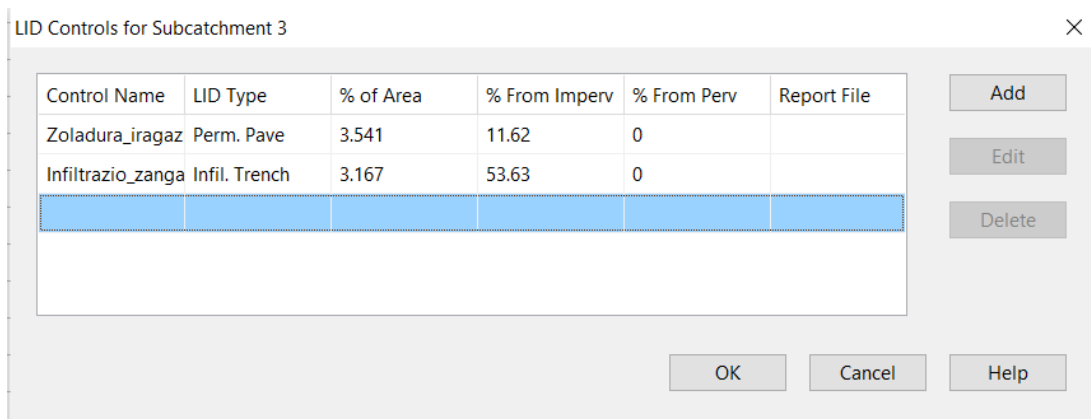 LID Controls for Subcatchment 3
Control Name LID Type % of Area % From Imperv % From Perv Report File
Zoladura_iragaz Perm. Pave 3.541 11.62 0
Infiltrazio_zanga Infil. Trench 3.167 53.63 0
Add
Edit
Delete
OK Cancel Help